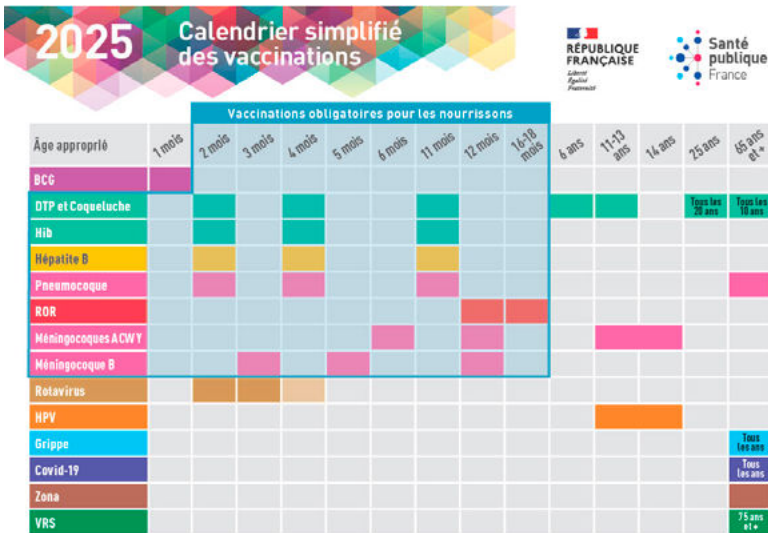 2025
Calendrier simplifié
des vaccinations
RÉPUBLIQUE
FRANÇAISE
Liberté
Égalité
Fraternité
Santé
publique
France
Vaccinations obligatoires pour les nourrissons
Âge approprié
1 mois
2 mois
3 mois
4 mois
5 mois
6 mois
11 mois
12 mois
16-18
mois
6 ans
11-13
ans
14 ans
25 ans
65 ans
et +
BCG
DTP et Coqueluche
Tous les
20 ans
Tous les
10 ans
Hib
Hépatite B
Pneumocoque
ROR
Méningocoques ACWY
Méningocoque B
Rotavirus
HPV
Grippe
Tous
les ans
Covid-19
Tous
les ans
Zona
VRS
75 ans
et +